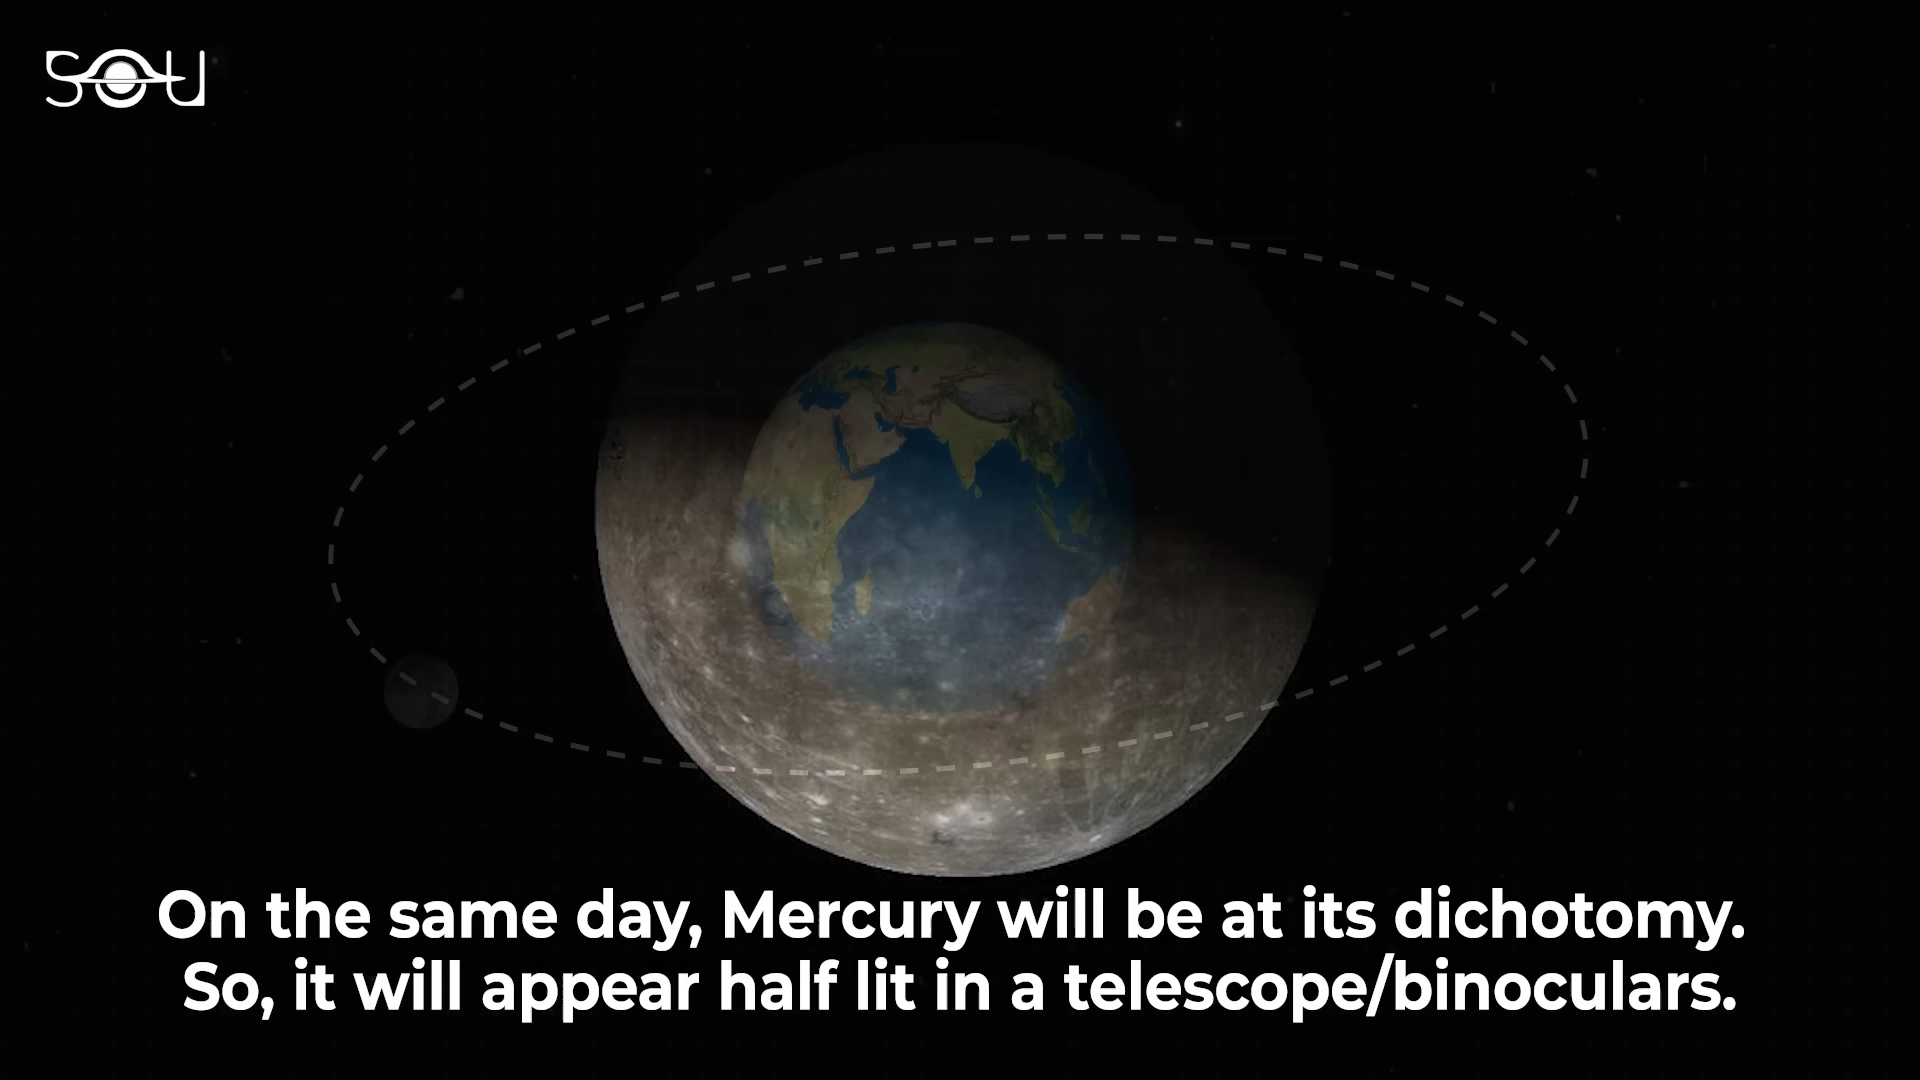 SOU
On the same day, Mercury will be at its dichotomy.
So, it will appear half lit in a telescope/binoculars.